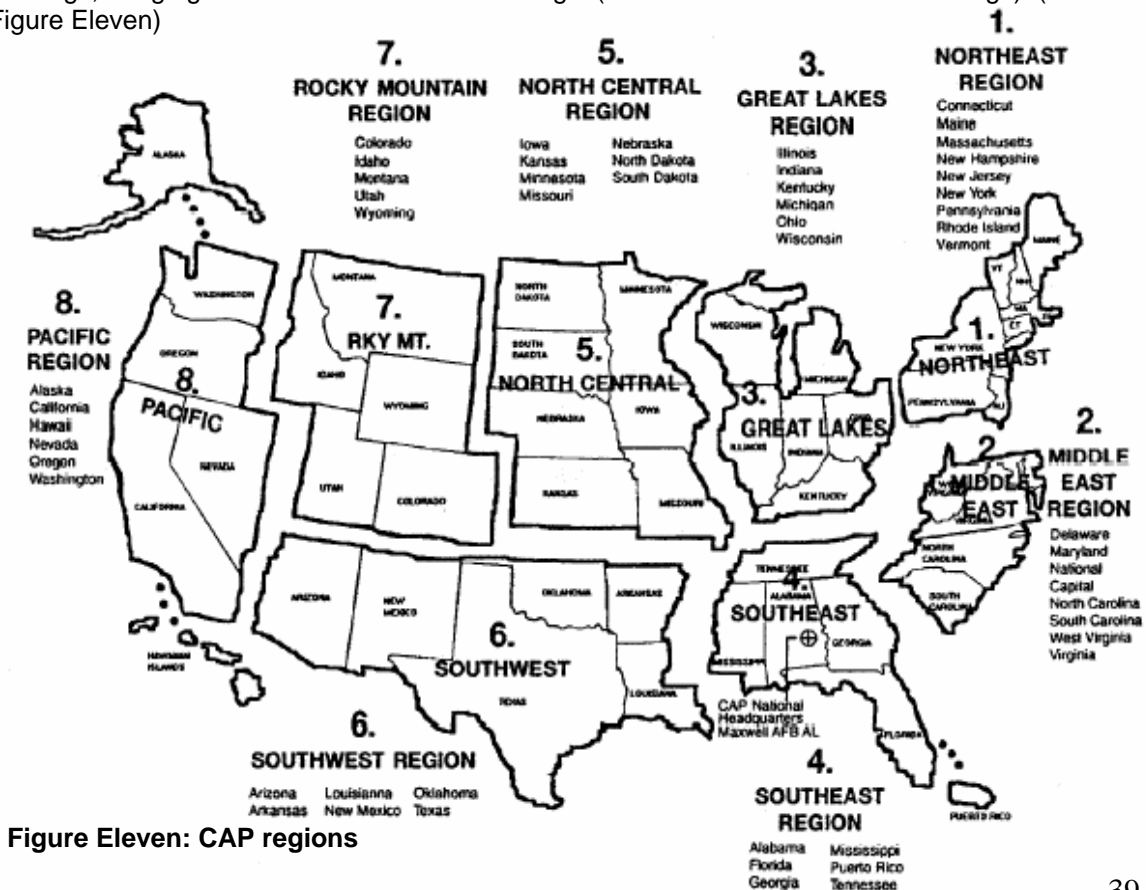 Figure Eleven)
1.
NORTHEAST
REGION
Connecticut
Maine
Massachusetts
New Hampshire
New Jersey
New York
Pennsylvania
Rhode Island
Vermont
7.
ROCKY MOUNTAIN
REGION
Colorado
Idaho
Montana
Utah
Wyoming
5.
NORTH CENTRAL
REGION
Iowa Nebraska
Kansas North Dakota
Minnesota South Dakota
Missouri
3.
GREAT LAKES
REGION
Illinois
Indiana
Kentucky
Michigan
Ohio
Wisconsin
8.
PACIFIC
REGION
Alaska
California
Hawaii
Nevada
Oregon
Washington
ALASKA
WASHINGTON
OREGON
8.
PACIFIC
NEVADA
CALIFORNIA
HAWAIIAN
ISLANDS
MONTANA
7.
RKY MT.
IDAHO
WYOMING
UTAH
COLORADO
NORTH
DAKOTA
MINNESOTA
SOUTH
DAKOTA
5.
NORTH CENTRAL
NEBRASKA
IOWA
KANSAS
MISSOURI
WISCONSIN
MICHIGAN
3.
GREAT LAKES
ILLINOIS
INDIANA
OHIO
KENTUCKY
MAINE
VT
NH
MA
CT
1.
NEW YORK
NORTHEAST
PENNSYLVANIA
NJ
2
MIDDLE
EAST
VIRGINIA
NORTH
CAROLINA
SOUTH
CAROLINA
2.
MIDDLE
EAST
REGION
Delaware
Maryland
National
Capital
North Carolina
South Carolina
West Virginia
Virginia
ARIZONA
NEW
MEXICO
OKLAHOMA
ARKANSAS
6.
SOUTHWEST
TEXAS
LOUISIANA
TENNESSEE
4.
ALABAMA
SOUTHEAST
GEORGIA
MISSISSIPPI
FLORIDA
PUERTO RICO
CAP National
Headquarters
Maxwell AFB AL
6.
SOUTHWEST REGION
Arizona Louisianna Oklahoma
Arkansas New Mexico Texas
4.
SOUTHEAST
REGION
Alabama Mississippi
Florida Puerto Rico
Georgia Tennessee
Figure Eleven: CAP regions
39